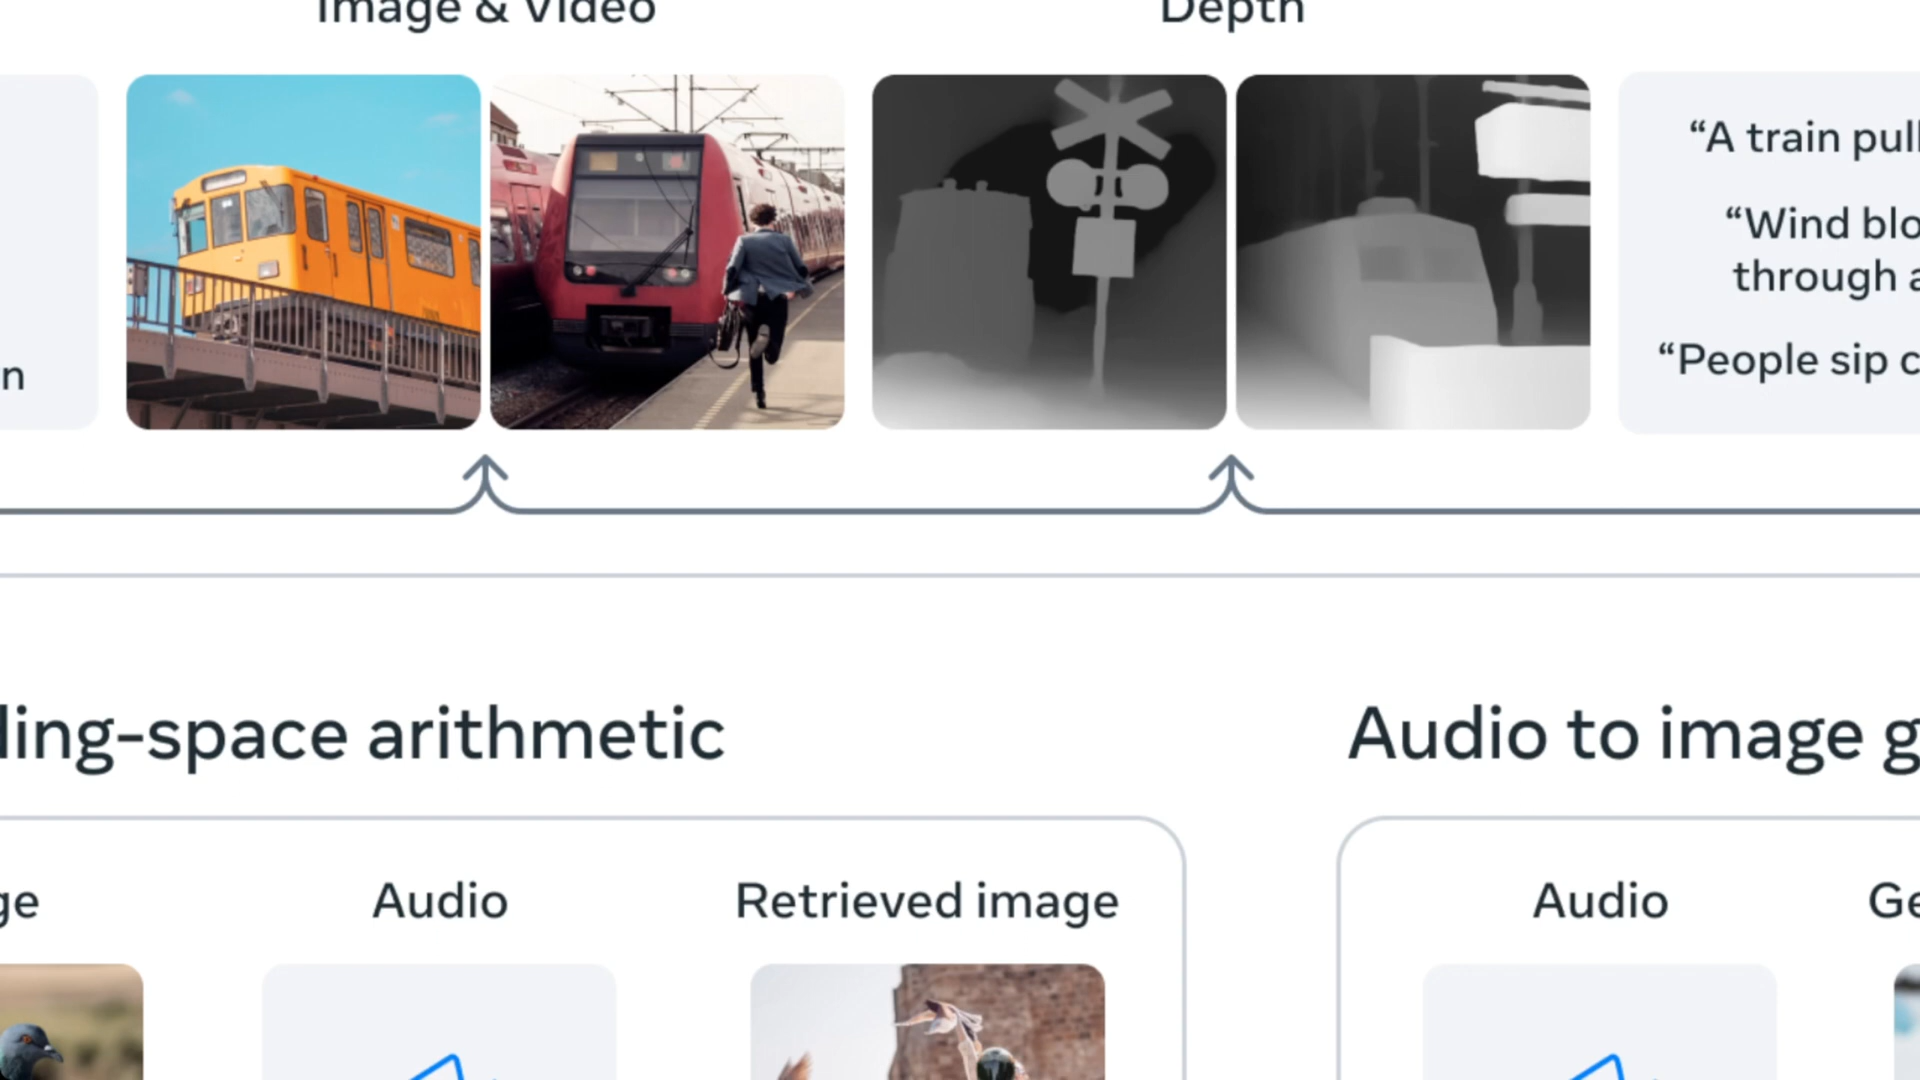 Image & Video
Depth
“A train pull
“Wind blo
through a
“People sip c
n
ding-space arithmetic
Audio to image g
ge
Audio
Retrieved image
Audio
Ge